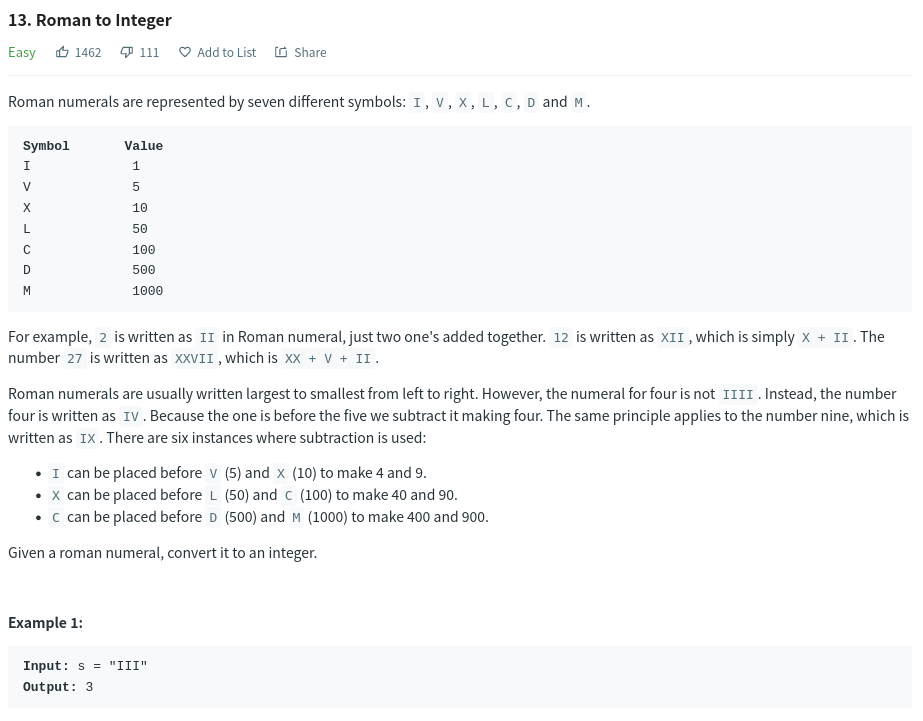 13. Roman to Integer
Easy 1462 111 Add to List Share
Roman numerals are represented by seven different symbols: I, V, X, L, C, D and M.
Symbol Value
I 1
V 5
X 10
L 50
C 100
D 500
M 1000
For example, 2 is written as II in Roman numeral, just two one's added together. 12 is written as XII, which is simply X + II. The
number 27 is written as XXVII, which is XX + V + II.
Roman numerals are usually written largest to smallest from left to right. However, the numeral for four is not IIII. Instead, the number
four is written as IV. Because the one is before the five we subtract it making four. The same principle applies to the number nine, which is
written as IX. There are six instances where subtraction is used:
• I can be placed before V (5) and X (10) to make 4 and 9.
• X can be placed before L (50) and C (100) to make 40 and 90.
• C can be placed before D (500) and M (1000) to make 400 and 900.
Given a roman numeral, convert it to an integer.
Example 1:
Input: s = "III"
Output: 3